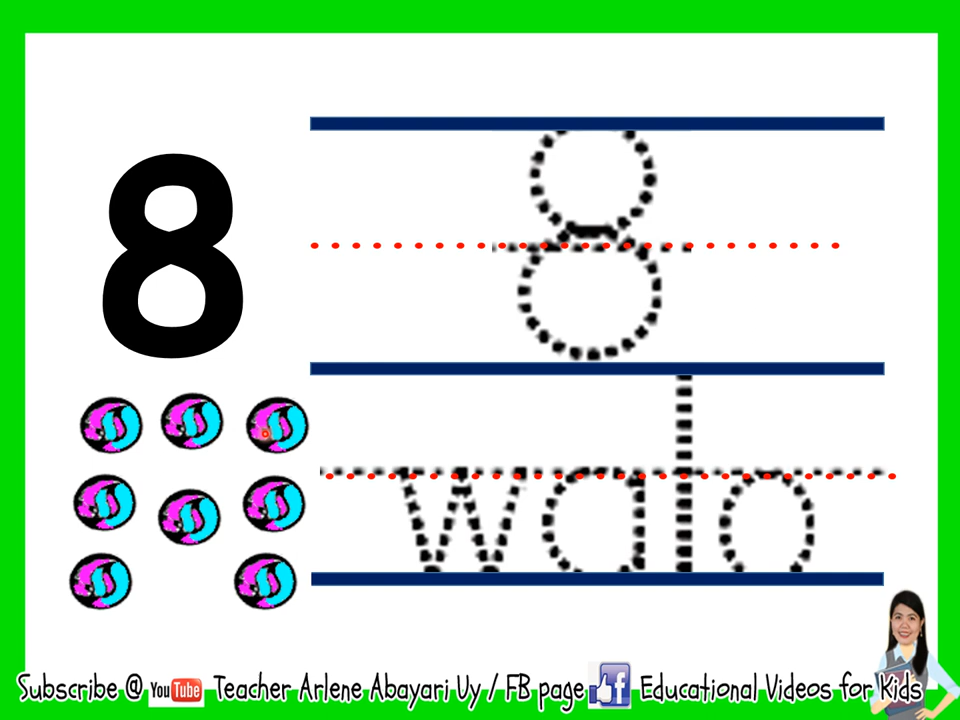 8
8
walo
Subscribe @ YouTube Teacher Arlene Abayari Uy / FB page f Educational Videos for Kids